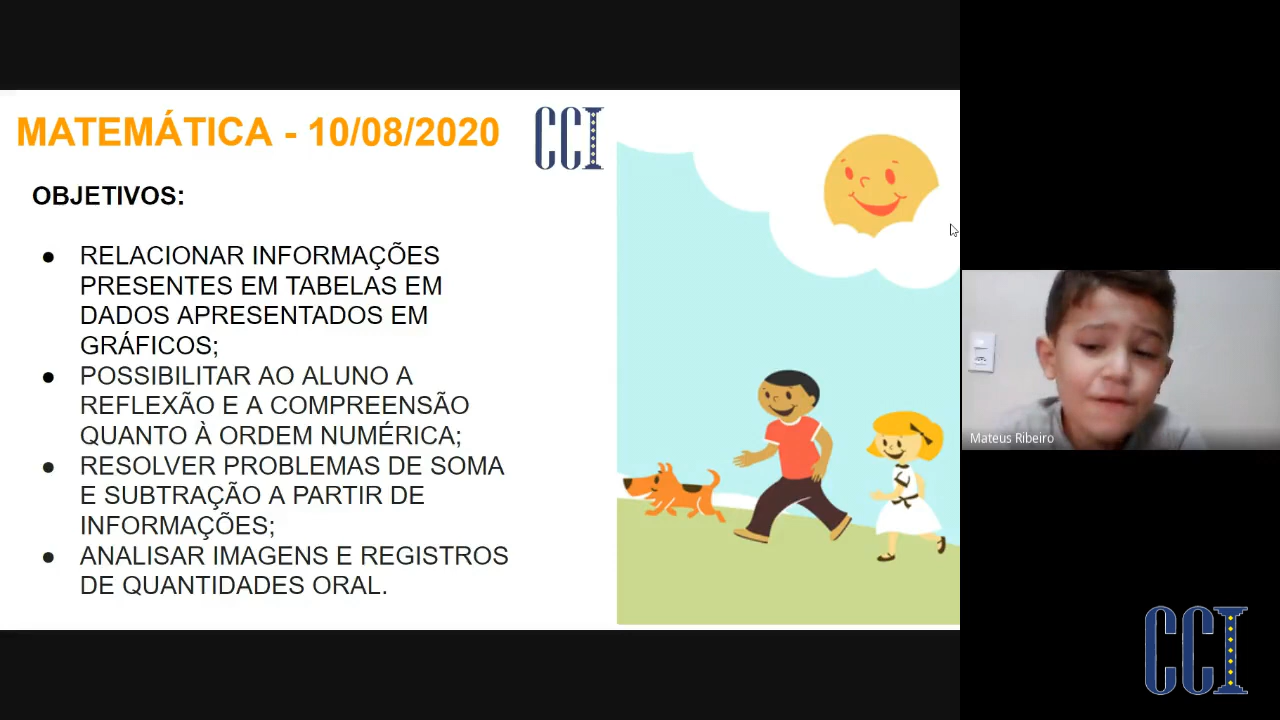 MATEMÁTICA - 10/08/2020
CCI
OBJETIVOS:
● RELACIONAR INFORMAÇÕES
PRESENTES EM TABELAS EM
DADOS APRESENTADOS EM
GRÁFICOS;
● POSSIBILITAR AO ALUNO A
REFLEXÃO E A COMPREENSÃO
QUANTO À ORDEM NUMÉRICA;
● RESOLVER PROBLEMAS DE SOMA
E SUBTRAÇÃO A PARTIR DE
INFORMAÇÕES;
● ANALISAR IMAGENS E REGISTROS
DE QUANTIDADES ORAL.
Mateus Ribeiro
CCI